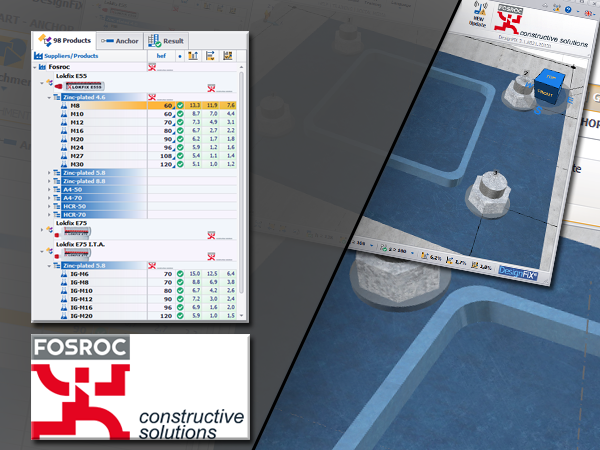 98 Products Anchor Result
Suppliers/Products hef
Fosroc
Lokfix E55
LOKFIX E55
Zinc-plated 4.6
M8 60 13.3 11.9 7.6
M10 60 8.7 7.0 4.4
M12 70 7.3 4.9 3.1
M16 80 6.7 2.7 2.2
M20 90 6.2 1.7 1.8
M24 96 5.9 1.2 1.6
M27 108 5.4 1.1 1.4
M30 120 5.1 1.0 1.2
Zinc-plated 5.8
Zinc-plated 8.8
A4-50
A4-70
HCR-50
HCR-70
Lokfix E75
Lokfix E75 I.T.A.
Zinc-plated 5.8
IG-M6 70 15.0 12.5 6.4
IG-M8 70 8.8 6.9 3.8
IG-M10 80 6.7 4.2 2.6
IG-M12 90 7.2 3.0 2.4
IG-M16 96 6.9 1.6 2.0
IG-M20 120 5.9 1.0 1.5
FOSROC
constructive
solutions
NEW
Update
FOSROC
constructive solutions
TOP
FRONT
2
DesignFiX